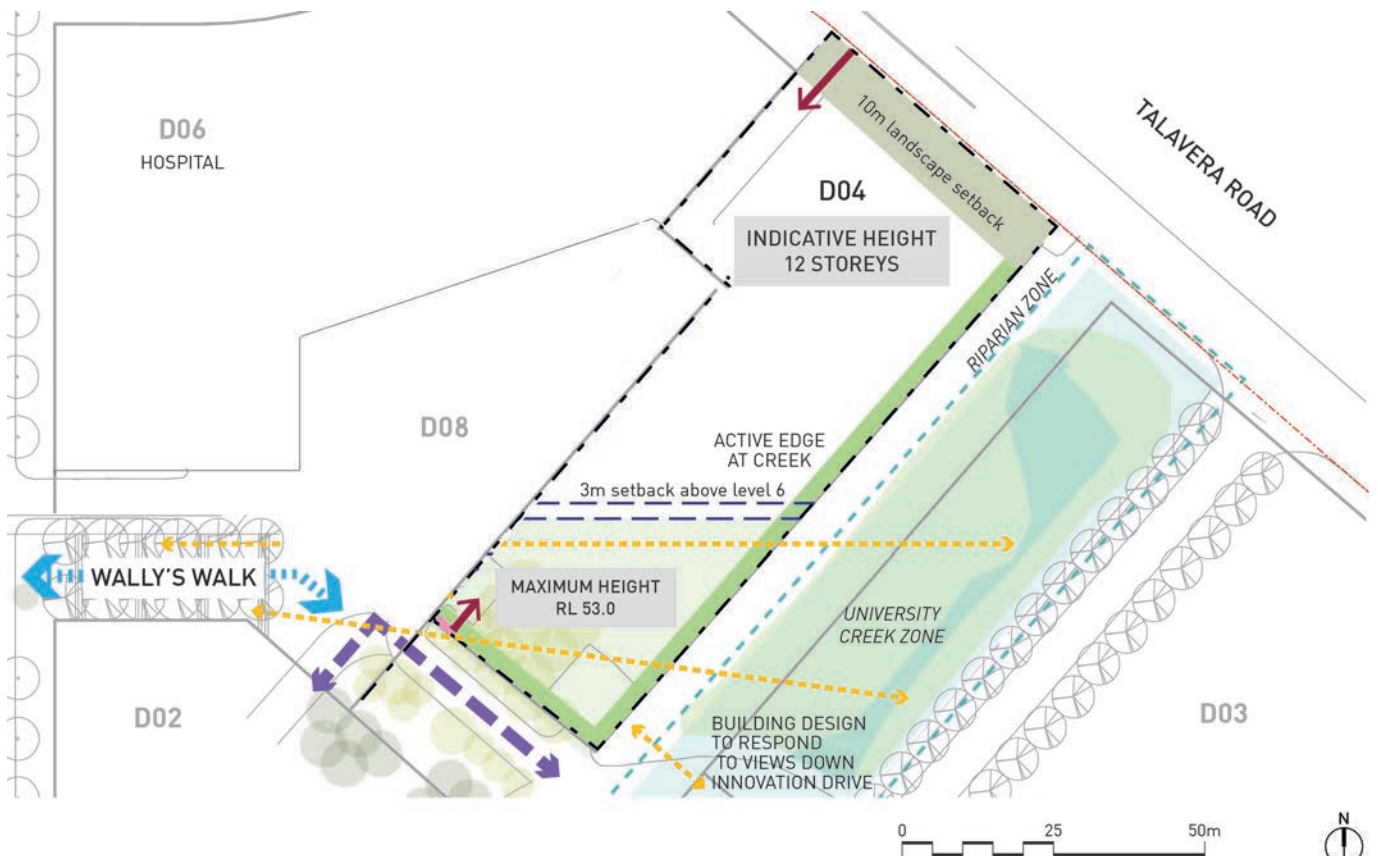 D06
HOSPITAL
TALAVERA ROAD
10m landscape setback
D04
INDICATIVE HEIGHT
12 STOREYS
RIPARIAN ZONE
D08
ACTIVE EDGE
AT CREEK
3m setback above level 6
WALLY'S WALK
MAXIMUM HEIGHT
RL 53.0
UNIVERSITY
CREEK ZONE
D02
D03
BUILDING DESIGN
TO RESPOND
TO VIEWS DOWN
INNOVATION DRIVE
0 25 50m
N